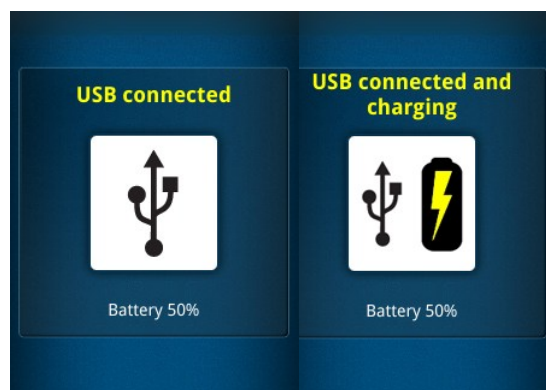 USB connected
Battery 50%
USB connected and
charging
Battery 50%